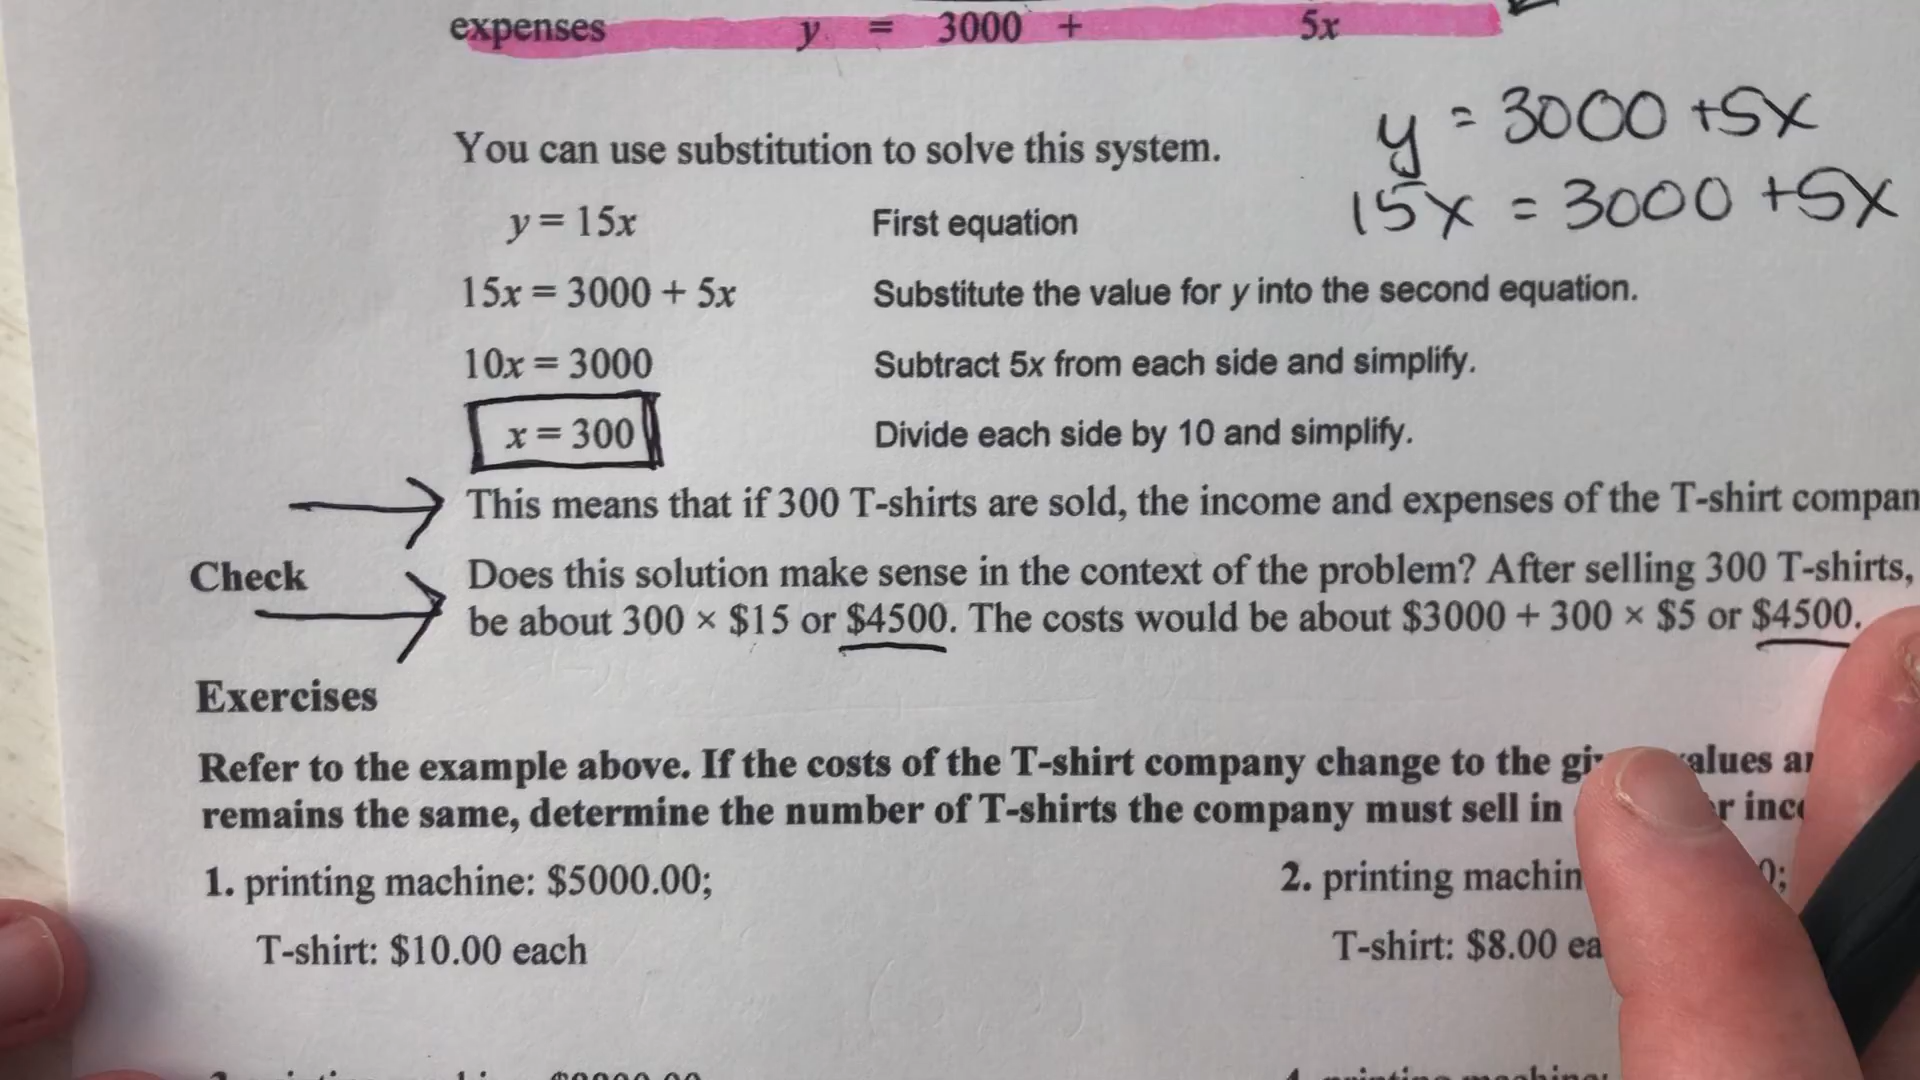 expenses y = 3000 + 5x
y = 3000 + 5x
You can use substitution to solve this system.
15x = 3000 + 5x
y = 15x First equation
15x = 3000 + 5x Substitute the value for y into the second equation.
10x = 3000 Subtract 5x from each side and simplify.
x = 300 Divide each side by 10 and simplify.
This means that if 300 T-shirts are sold, the income and expenses of the T-shirt
Check Does this solution make sense in the context of the problem? After selling 300 T-shirts,
be about 300 × $15 or $4500. The costs would be about $3000 + 300 × $5 or $4500.
Exercises
Refer to the example above. If the costs of the T-shirt company change to the
remains the same, determine the number of T-shirts the company must sell in
1. printing machine: $5000.00; 2. printing
T-shirt: $10.00 each T-shirt: $8.00